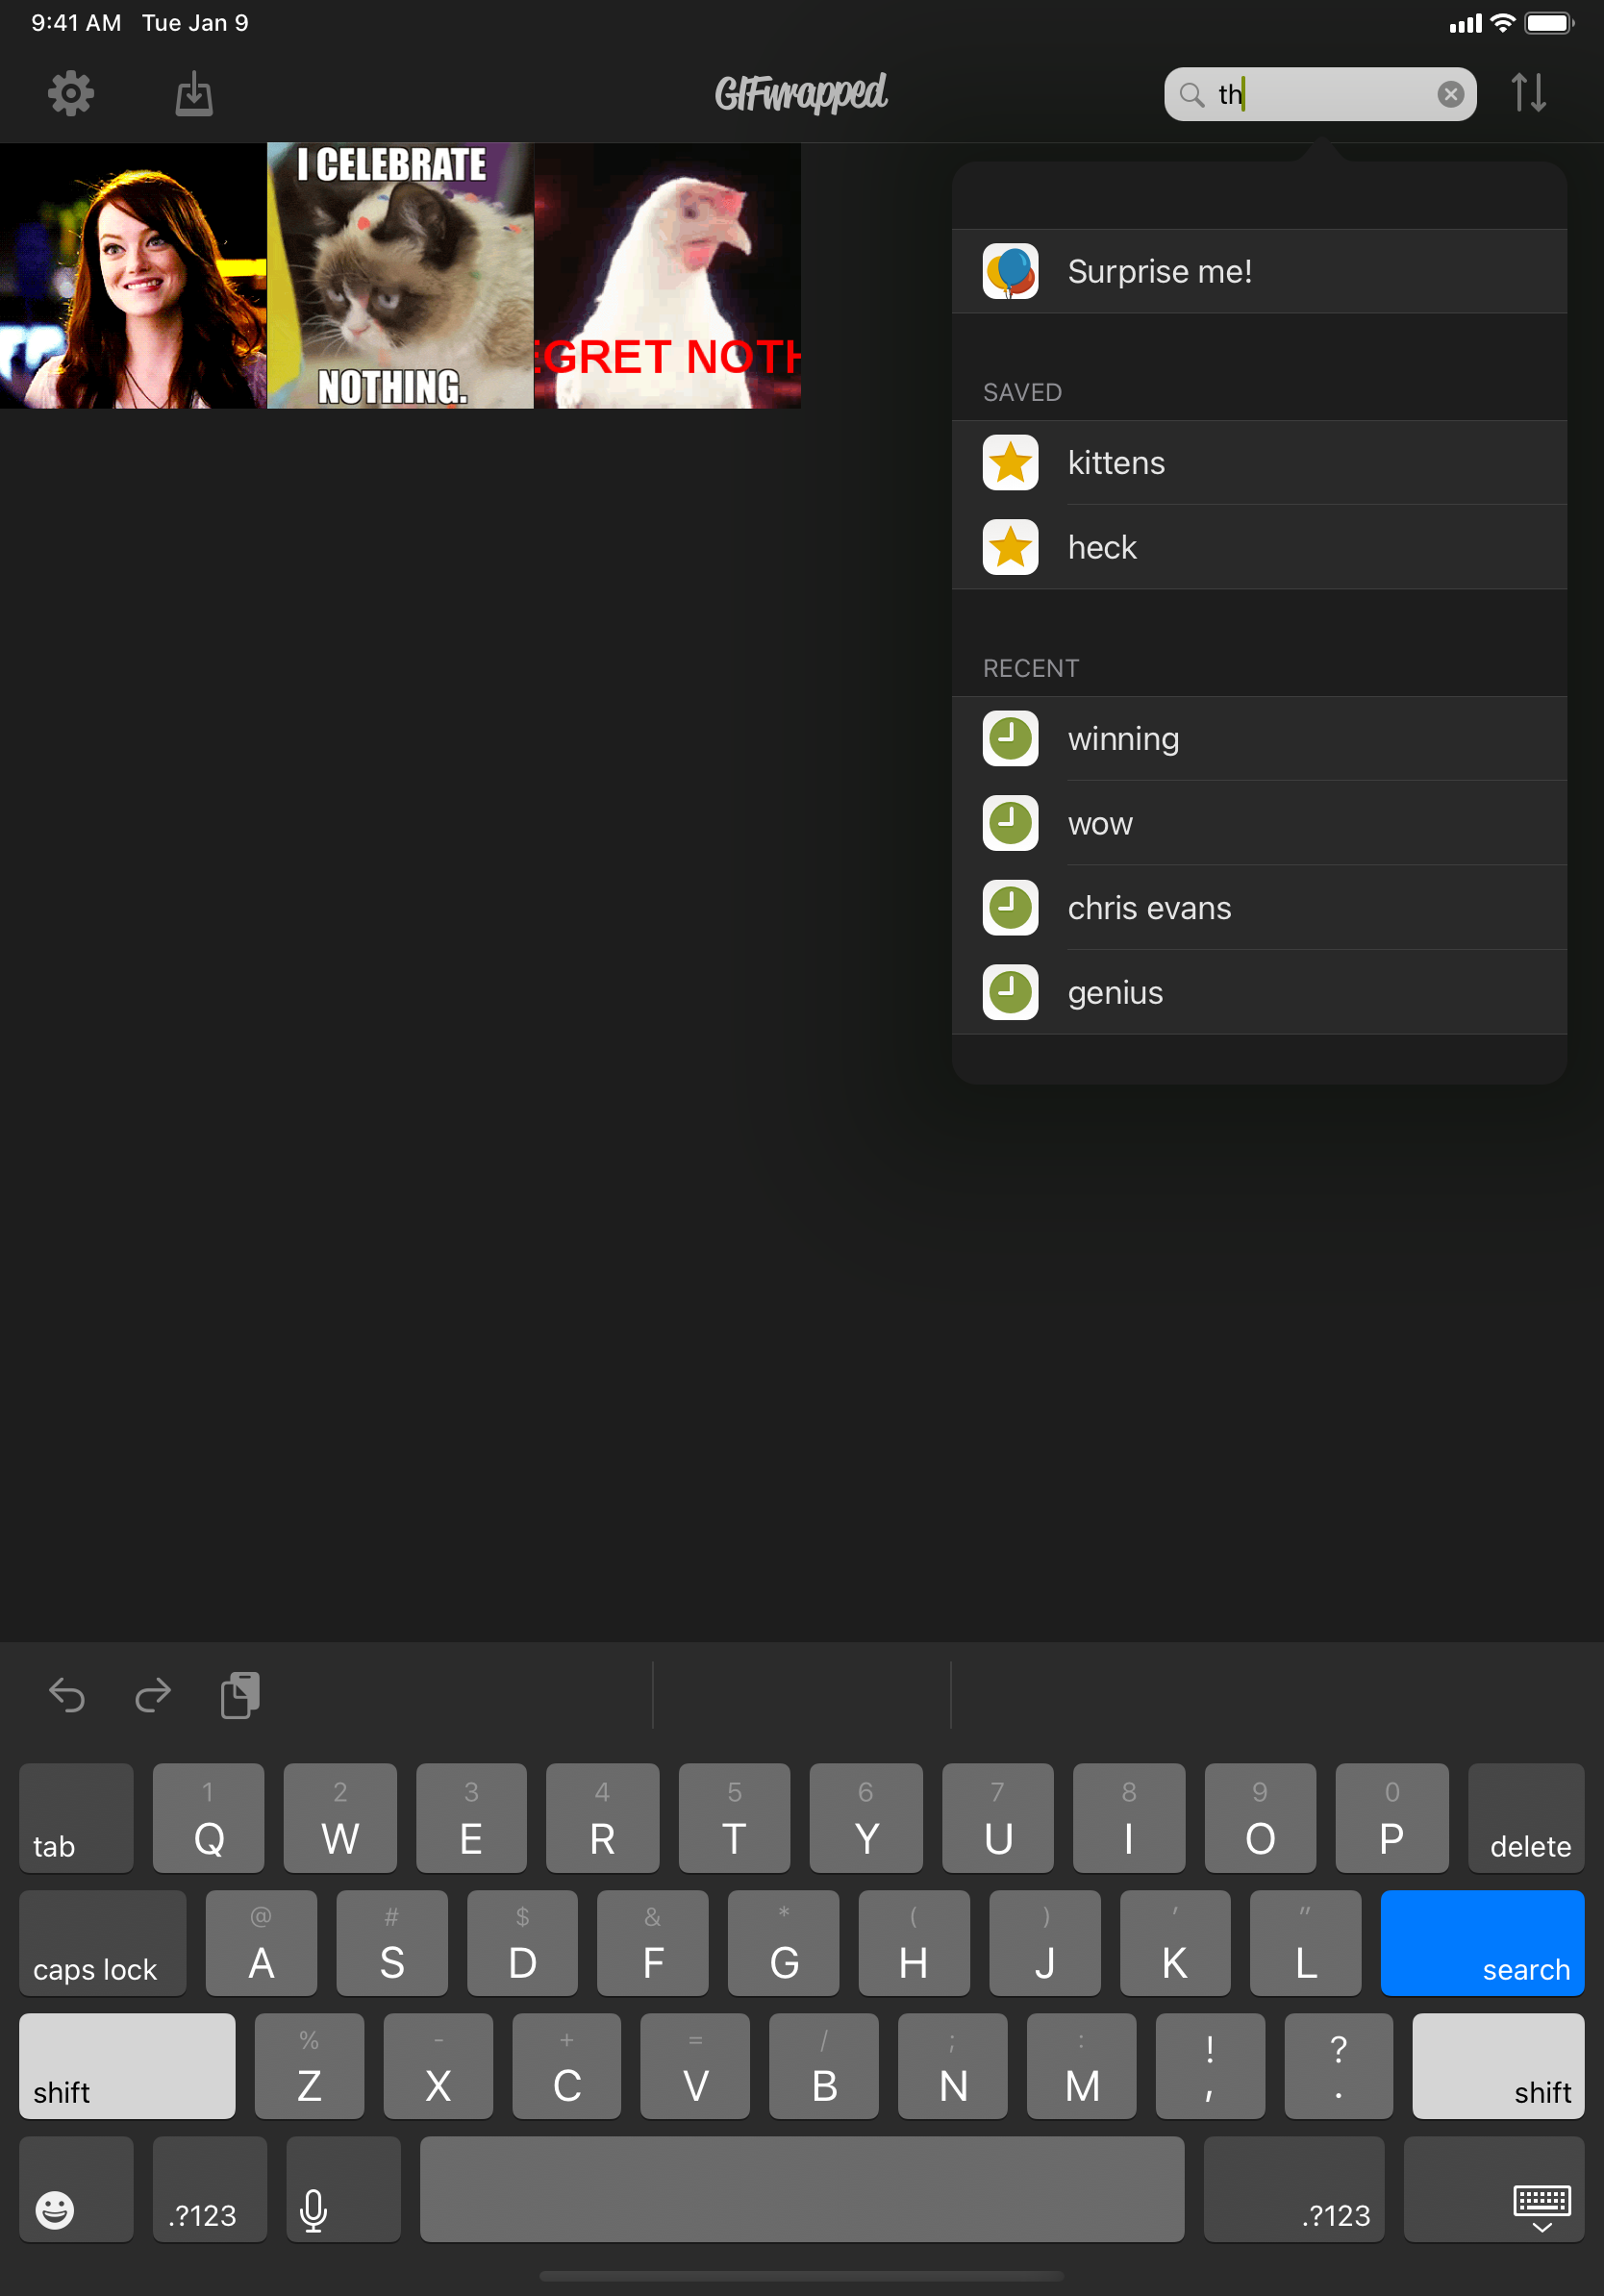 9:41 AM Tue Jan 9
GIFwrapped
th
I CELEBRATE
NOTHING.
EGRET NOTH
Surprise me!
SAVED
kittens
heck
RECENT
winning
wow
chris evans
genius
1 2 3 4 5 6 7 8 9 0
tab Q W E R T Y U I O P delete
@ # $ & * ( ) ' "
caps lock A S D F G H J K L search
% - + = / ; : ! ?
shift Z X C V B N M , . shift
.?123 .?123